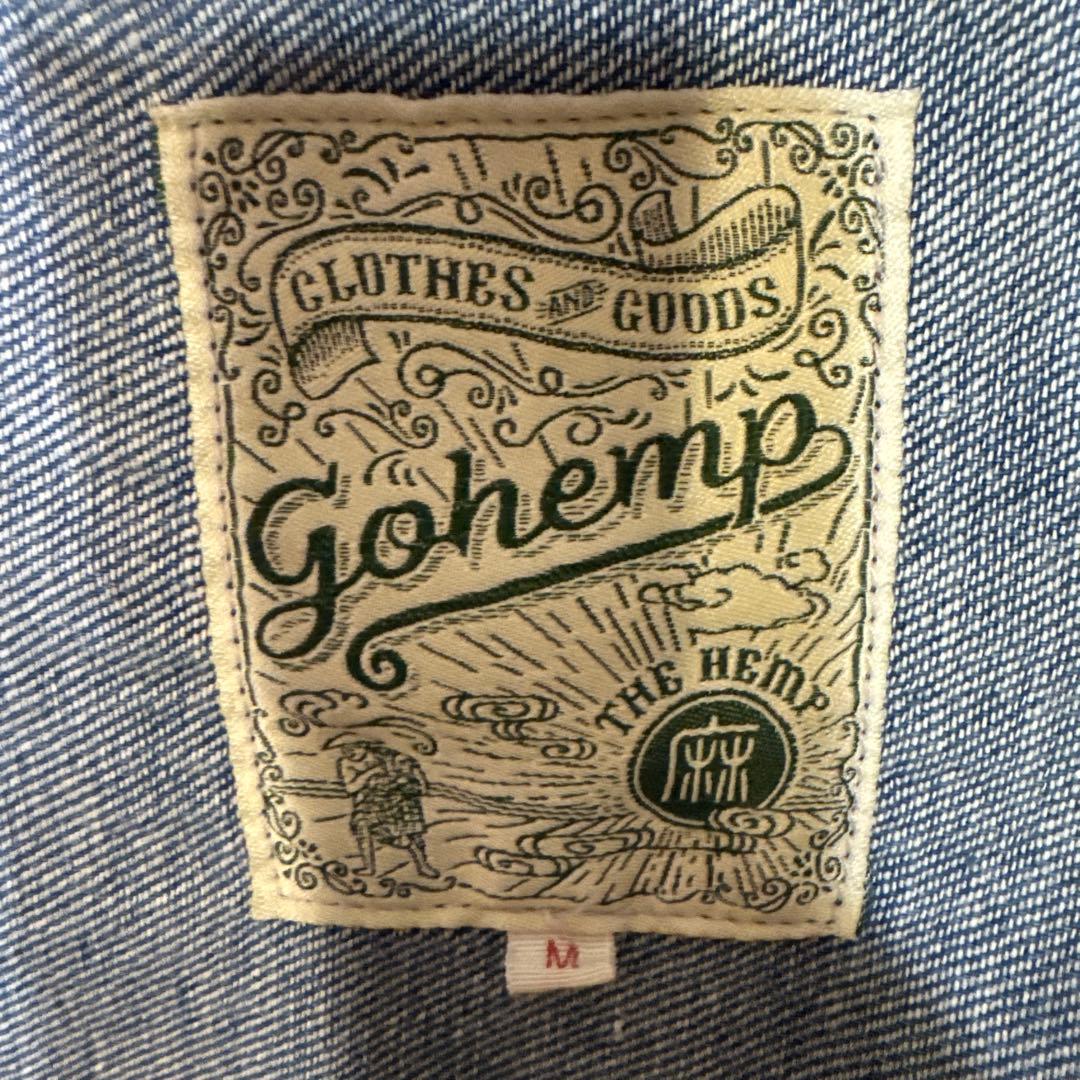 CLOTHES AND GOODS
Gohemp
THE HEMP
麻
M